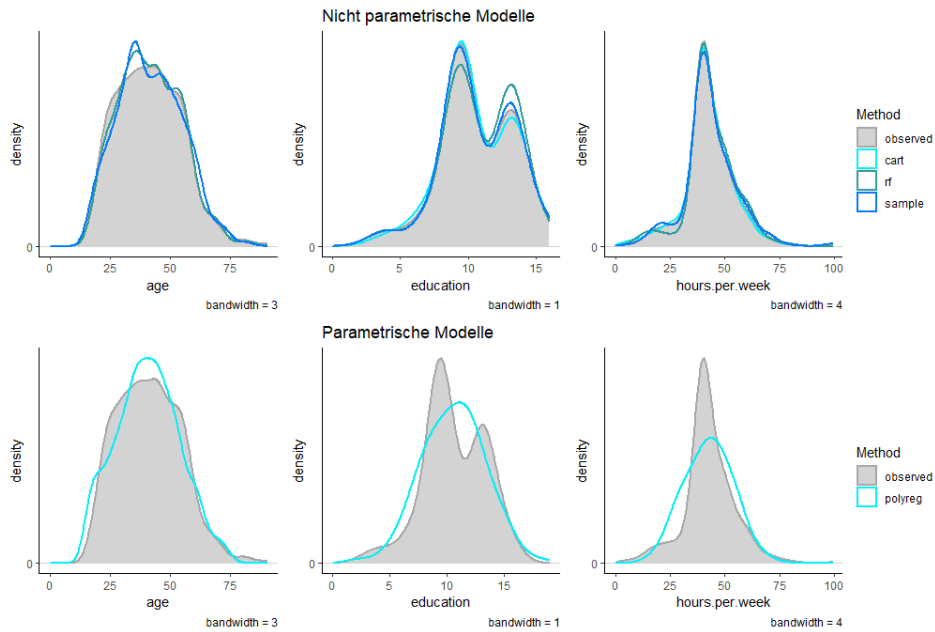 Nicht parametrische Modelle
density
0
0 25 50 75
age
bandwidth = 3
density
0
0 5 10 15
education
bandwidth = 1
density
0
0 25 50 75 100
hours.per.week
bandwidth = 4
Method
observed
cart
rf
sample
Parametrische Modelle
density
0
0 25 50 75
age
bandwidth = 3
density
0
0 5 10 15
education
bandwidth = 1
density
0
0 25 50 75 100
hours.per.week
bandwidth = 4
Method
observed
polyreg